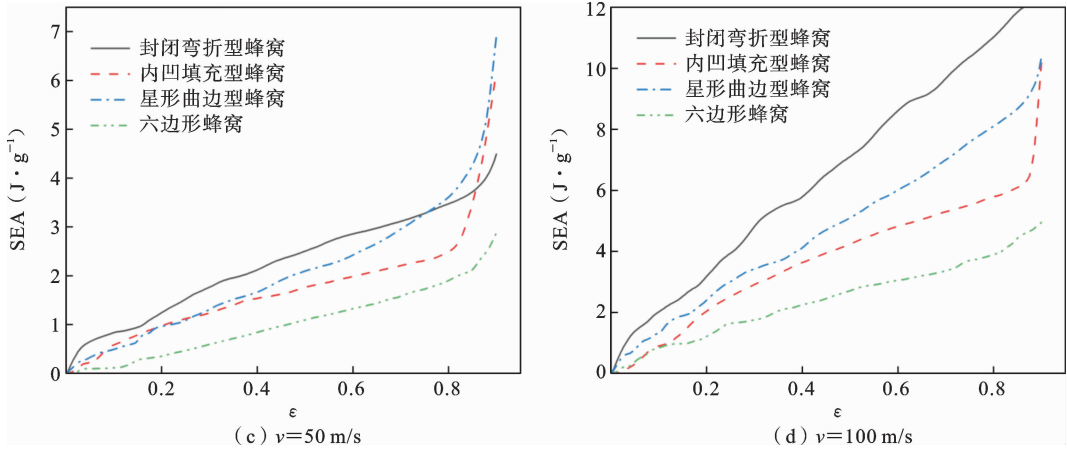 7
6
5
4
3
2
1
0
SEA（J·g⁻¹）
封闭弯折型蜂窝
内凹填充型蜂窝
星形曲边型蜂窝
六边形蜂窝
0.2
0.4
0.6
0.8
ε
（c）v=50 m/s
12
10
8
6
4
2
0
SEA（J·g⁻¹）
封闭弯折型蜂窝
内凹填充型蜂窝
星形曲边型蜂窝
六边形蜂窝
0.2
0.4
0.6
0.8
ε
（d）v=100 m/s